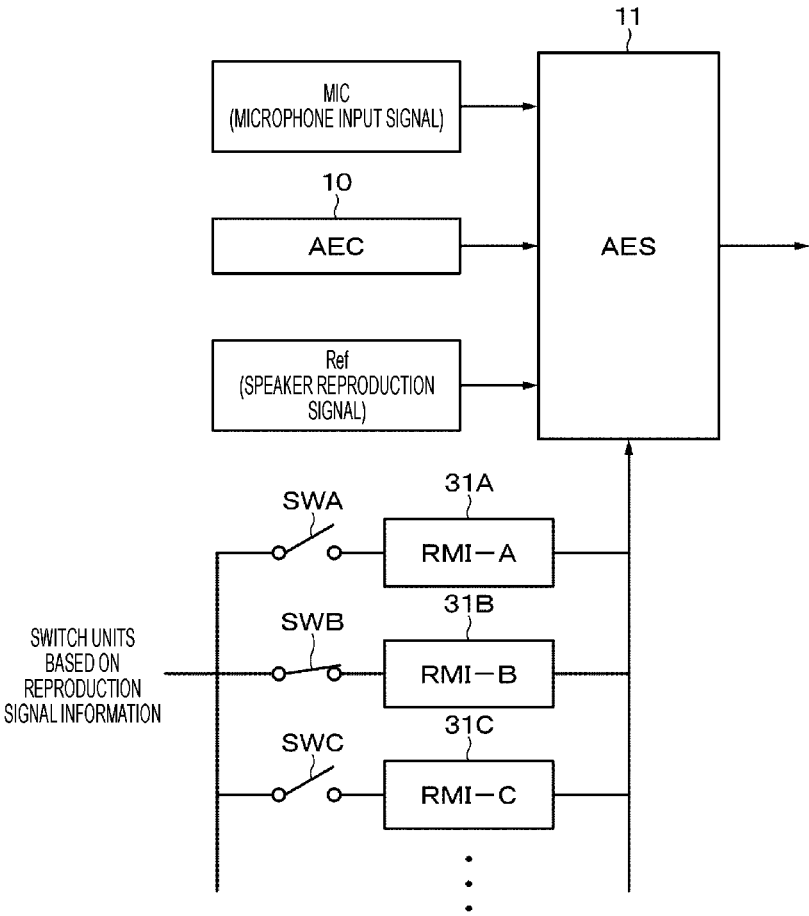 11
MIC
(MICROPHONE INPUT SIGNAL)
10
AEC
AES
Ref
(SPEAKER REPRODUCTION
SIGNAL)
31A
SWA
RMI-A
31B
SWB
RMI-B
SWITCH UNITS
BASED ON
REPRODUCTION
SIGNAL INFORMATION
31C
SWC
RMI-C